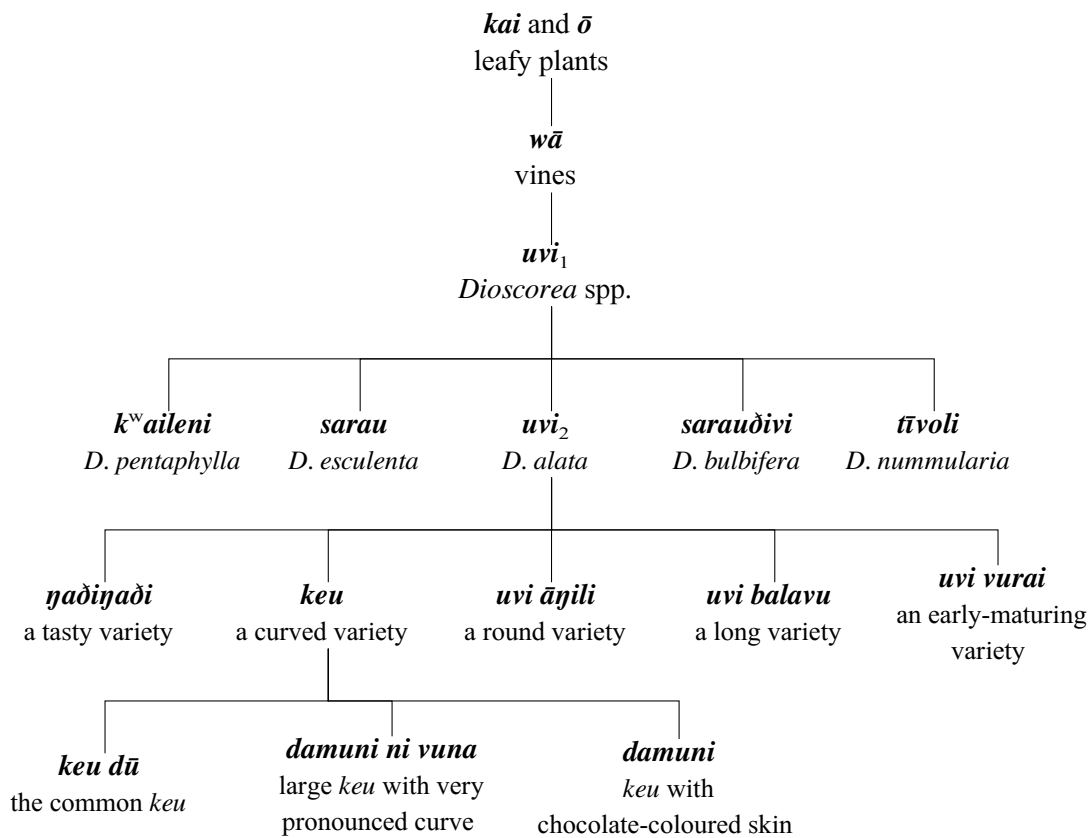 kai and ō
leafy plants
wā
vines
uvi₁
Dioscorea spp.
kʷaileni sarau uvi₂ sarauðivi tīvoli
D. pentaphylla D. esculenta D. alata D. bulbifera D. nummularia
ŋaðiŋaði keu uvi āŋili uvi balavu uvi vurai
a tasty variety a curved variety a round variety a long variety an early-maturing
variety
keu dū damuni ni vuna damuni
the common keu large keu with very keu with
pronounced curve chocolate-coloured skin